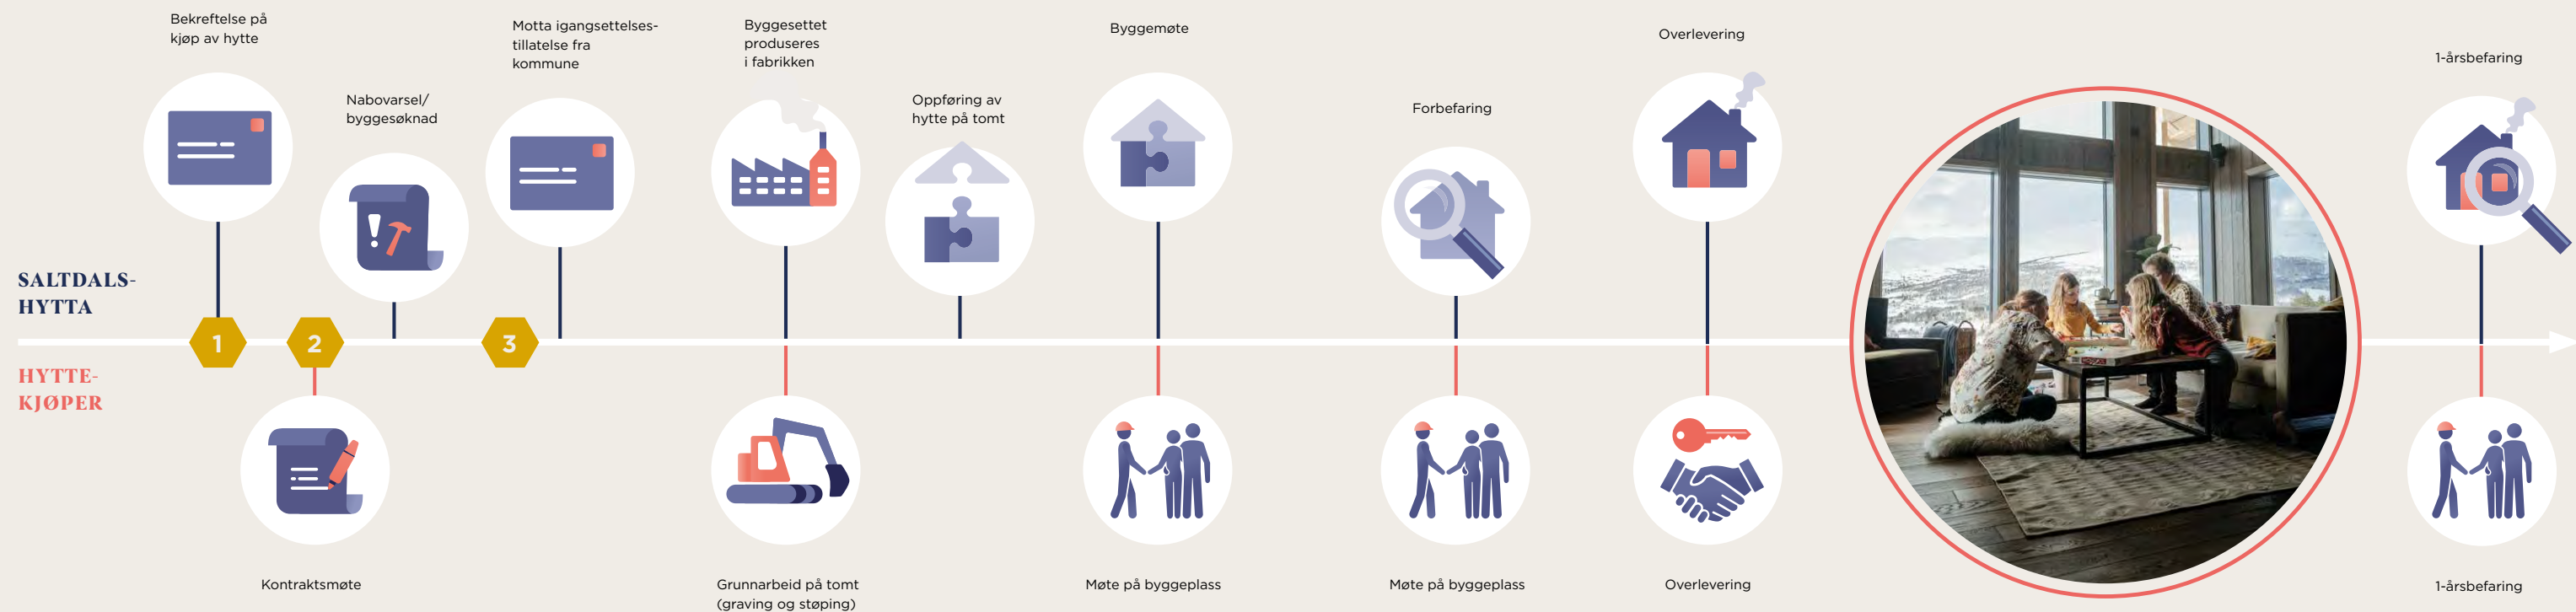 Bekreftelse på
kjøp av hytte
Nabovarsel/
byggesøknad
Motta igangsettelses-
tillatelse fra
kommune
Byggesettet
produseres
i fabrikken
Oppføring av
hytte på tomt
Byggemøte
Forbefaring
Overlevering
1-årsbefaring
SALTDALS-
HYTTA
1
2
3
HYTTE-
KJØPER
Kontraktsmøte
Grunnarbeid på tomt
(graving og støping)
Møte på byggeplass
Møte på byggeplass
Overlevering
1-årsbefaring